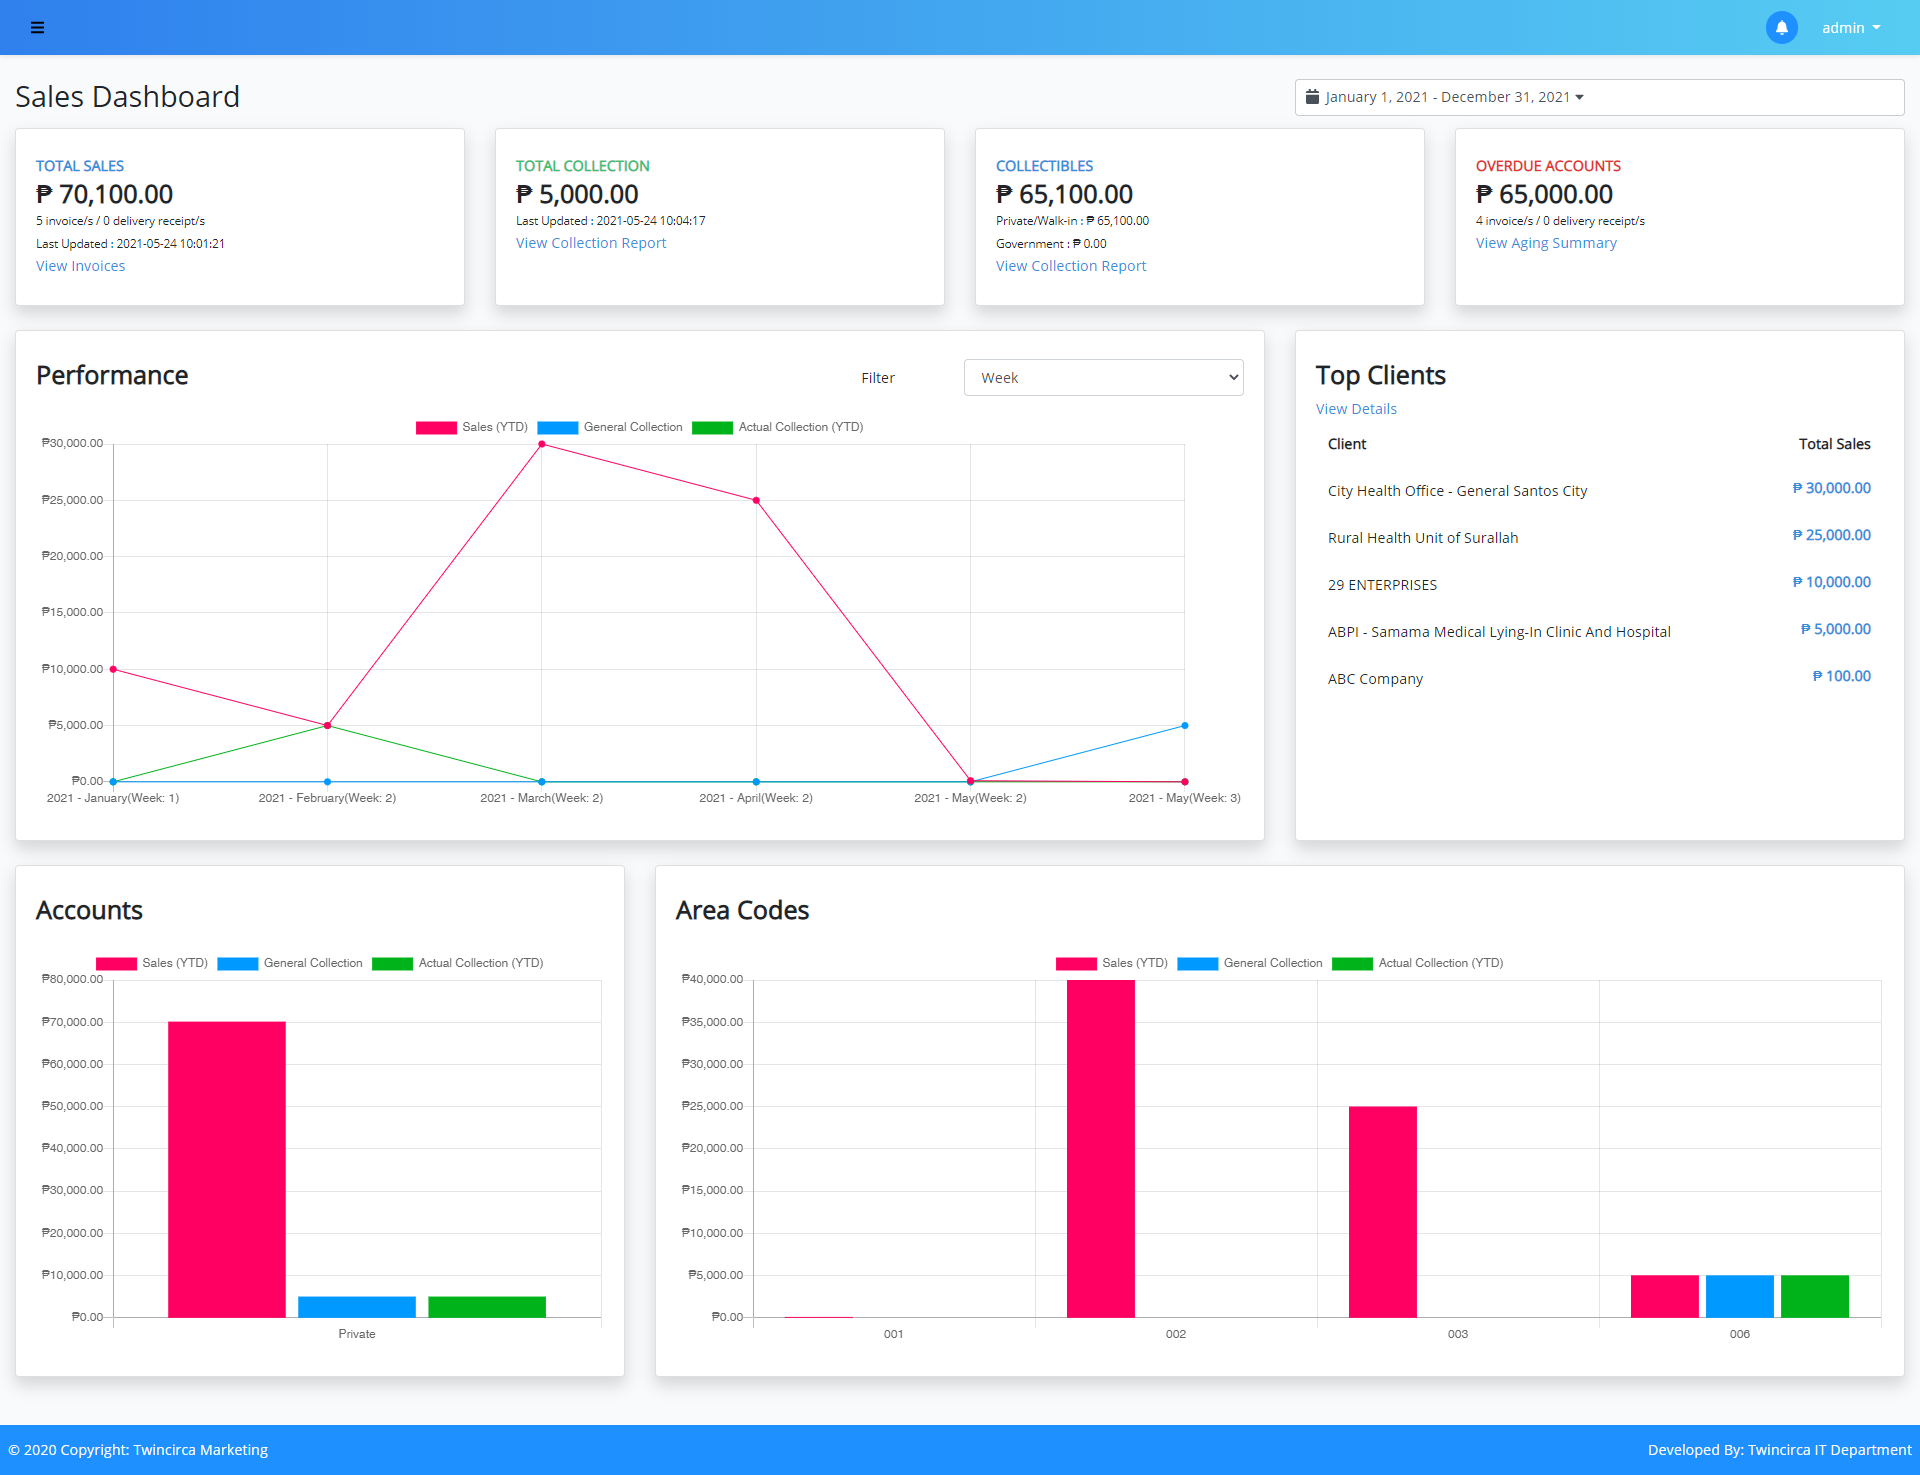 admin
Sales Dashboard
January 1, 2021 - December 31, 2021
TOTAL SALES
₱ 70,100.00
5 invoice/s / 0 delivery receipt/s
Last Updated : 2021-05-24 10:01:21
View Invoices
TOTAL COLLECTION
₱ 5,000.00
Last Updated : 2021-05-24 10:04:17
View Collection Report
COLLECTIBLES
₱ 65,100.00
Private/Walk-in : ₱ 65,100.00
Government : ₱ 0.00
View Collection Report
OVERDUE ACCOUNTS
₱ 65,000.00
4 invoice/s / 0 delivery receipt/s
View Aging Summary
Performance
Filter
Week
Sales (YTD) General Collection Actual Collection (YTD)
₱30,000.00
₱25,000.00
₱20,000.00
₱15,000.00
₱10,000.00
₱5,000.00
₱0.00
2021 - January(Week: 1) 2021 - February(Week: 2) 2021 - March(Week: 2) 2021 - April(Week: 2) 2021 - May(Week: 2) 2021 - May(Week: 3)
Top Clients
View Details
Client Total Sales
City Health Office - General Santos City ₱ 30,000.00
Rural Health Unit of Surallah ₱ 25,000.00
29 ENTERPRISES ₱ 10,000.00
ABPI - Samama Medical Lying-In Clinic And Hospital ₱ 5,000.00
ABC Company ₱ 100.00
Accounts
Sales (YTD) General Collection Actual Collection (YTD)
₱80,000.00
₱70,000.00
₱60,000.00
₱50,000.00
₱40,000.00
₱30,000.00
₱20,000.00
₱10,000.00
₱0.00
Private
Area Codes
Sales (YTD) General Collection Actual Collection (YTD)
₱40,000.00
₱35,000.00
₱30,000.00
₱25,000.00
₱20,000.00
₱15,000.00
₱10,000.00
₱5,000.00
₱0.00
001 002 003 006
© 2020 Copyright: Twincirca Marketing
Developed By: Twincirca IT Department